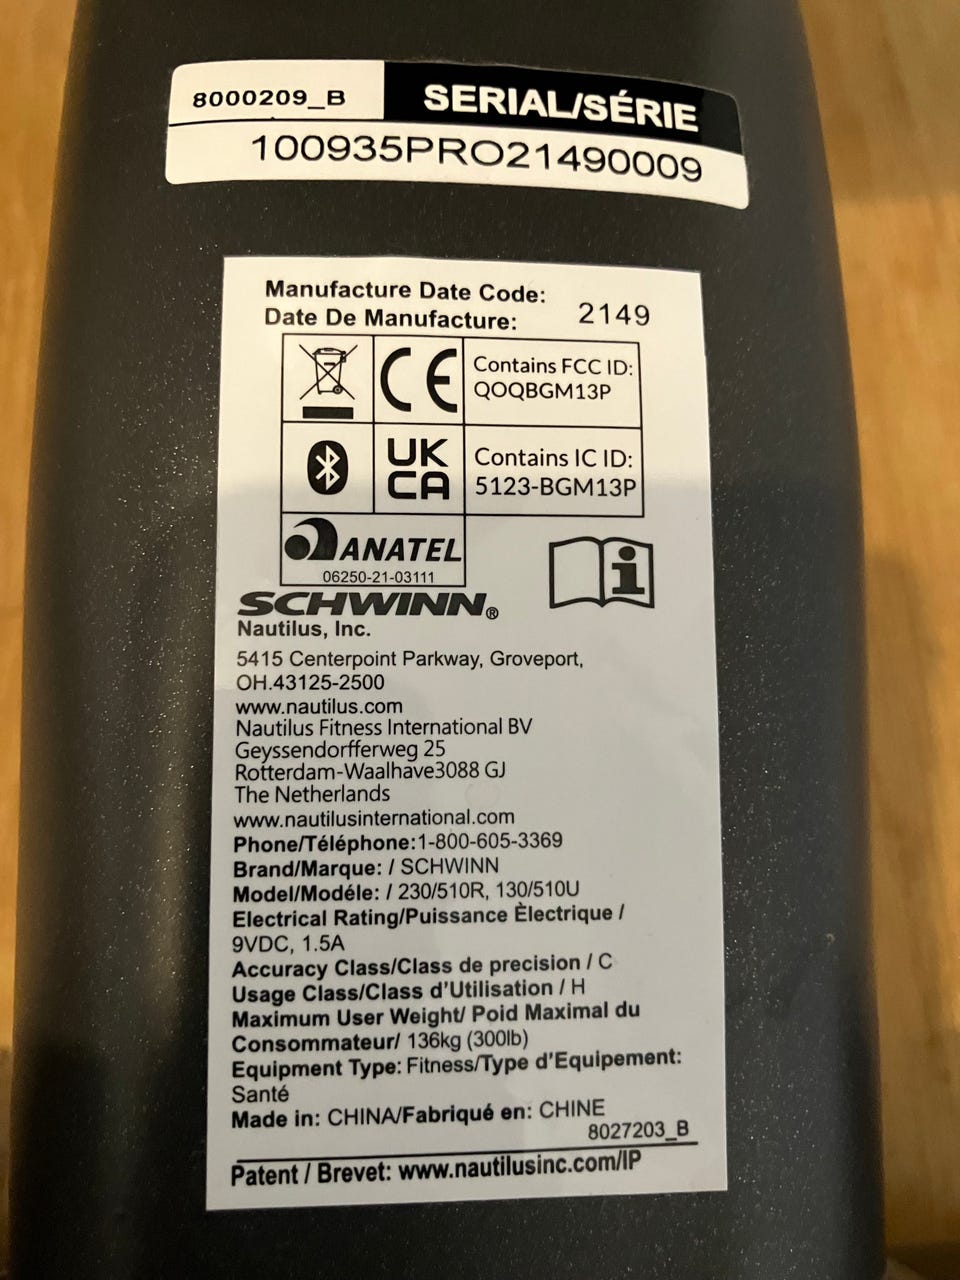 8000209_B
SERIAL/SÉRIE
100935PRO21490009
Manufacture Date Code:
Date De Manufacture:
2149
CE
Contains FCC ID:
QOQBGM13P
UK
CA
Contains IC ID:
5123-BGM13P
ANATEL
06250-21-03111
i
SCHWINN®
Nautilus, Inc.
5415 Centerpoint Parkway, Groveport,
OH.43125-2500
www.nautilus.com
Nautilus Fitness International BV
Geyssendorfferweg 25
Rotterdam-Waalhave3088 GJ
The Netherlands
www.nautilusinternational.com
Phone/Téléphone:1-800-605-3369
Brand/Marque: / SCHWINN
Model/Modéle: / 230/510R, 130/510U
Electrical Rating/Puissance Èlectrique /
9VDC, 1.5A
Accuracy Class/Class de precision / C
Usage Class/Class d'Utilisation / H
Maximum User Weight/ Poid Maximal du
Consommateur/ 136kg (300lb)
Equipment Type: Fitness/Type d'Equipement:
Santé
Made in: CHINA/Fabriqué en: CHINE
8027203_B
Patent / Brevet: www.nautilusinc.com/IP